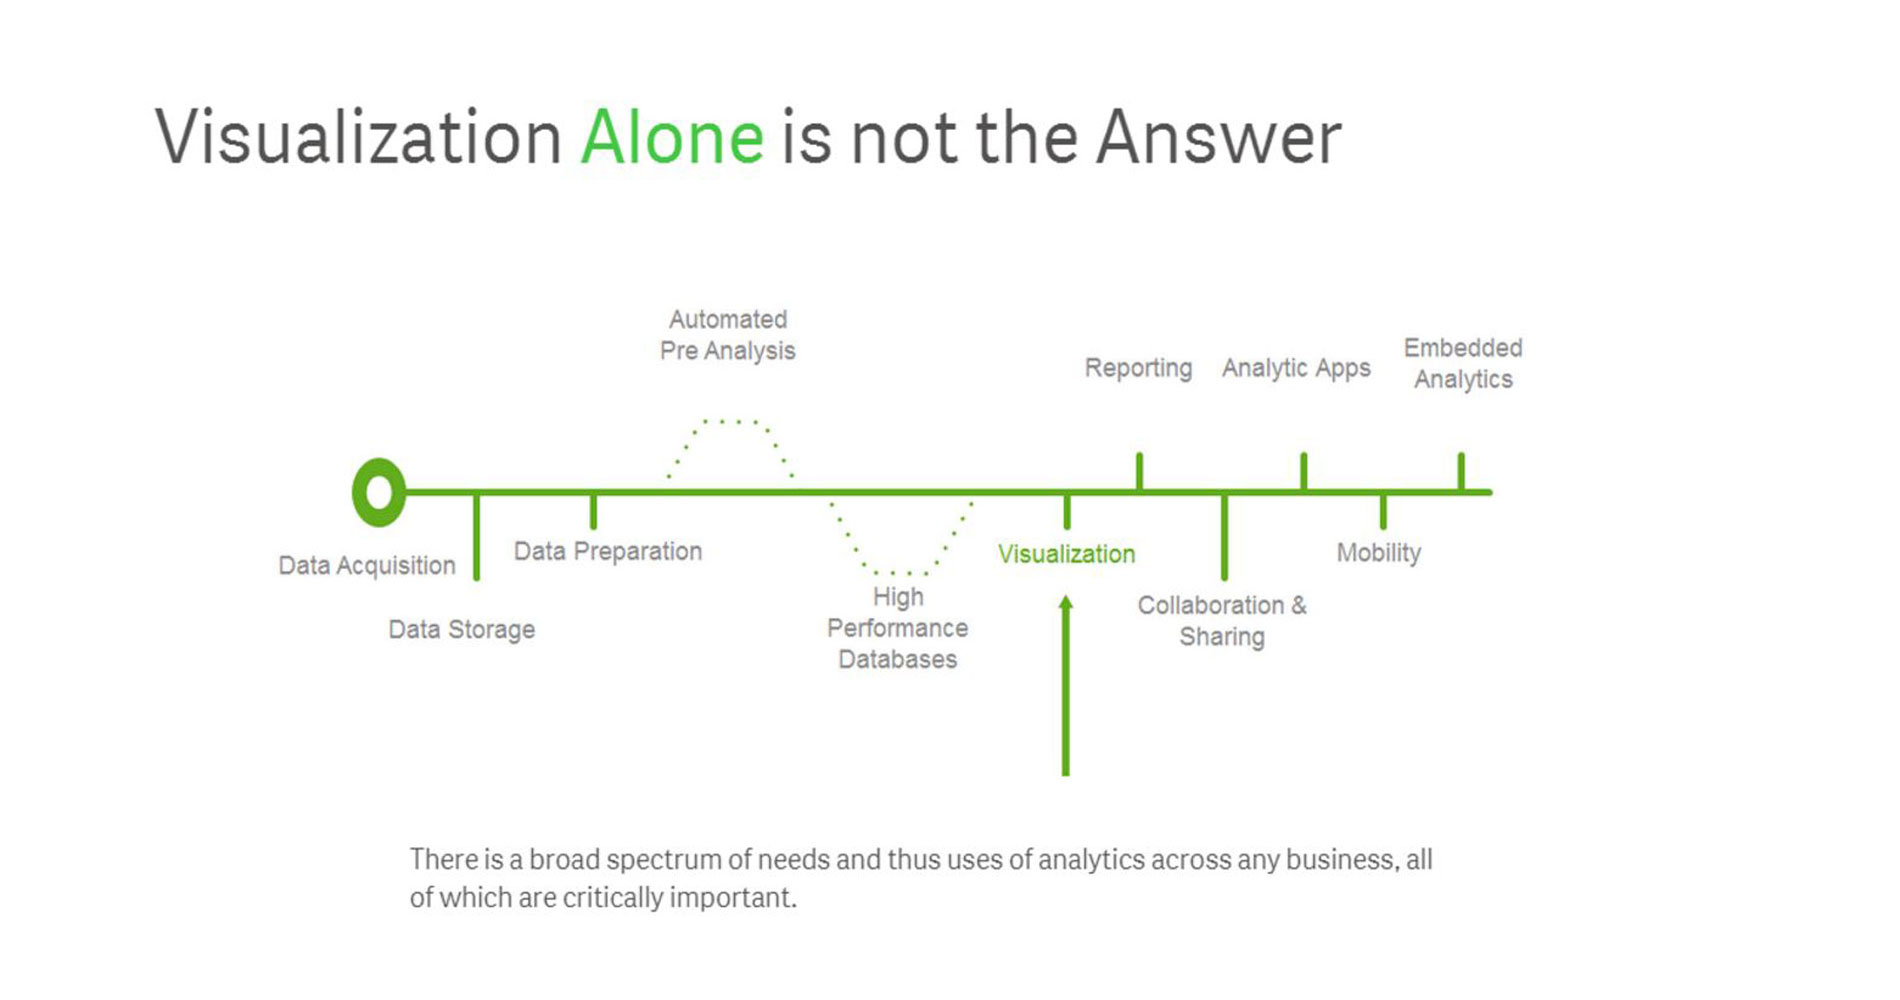 Visualization Alone is not the Answer
Automated
Pre Analysis
Reporting
Analytic Apps
Embedded
Analytics
Data Acquisition
Data Storage
Data Preparation
High
Performance
Databases
Visualization
Collaboration &
Sharing
Mobility
There is a broad spectrum of needs and thus uses of analytics across any business, all
of which are critically important.